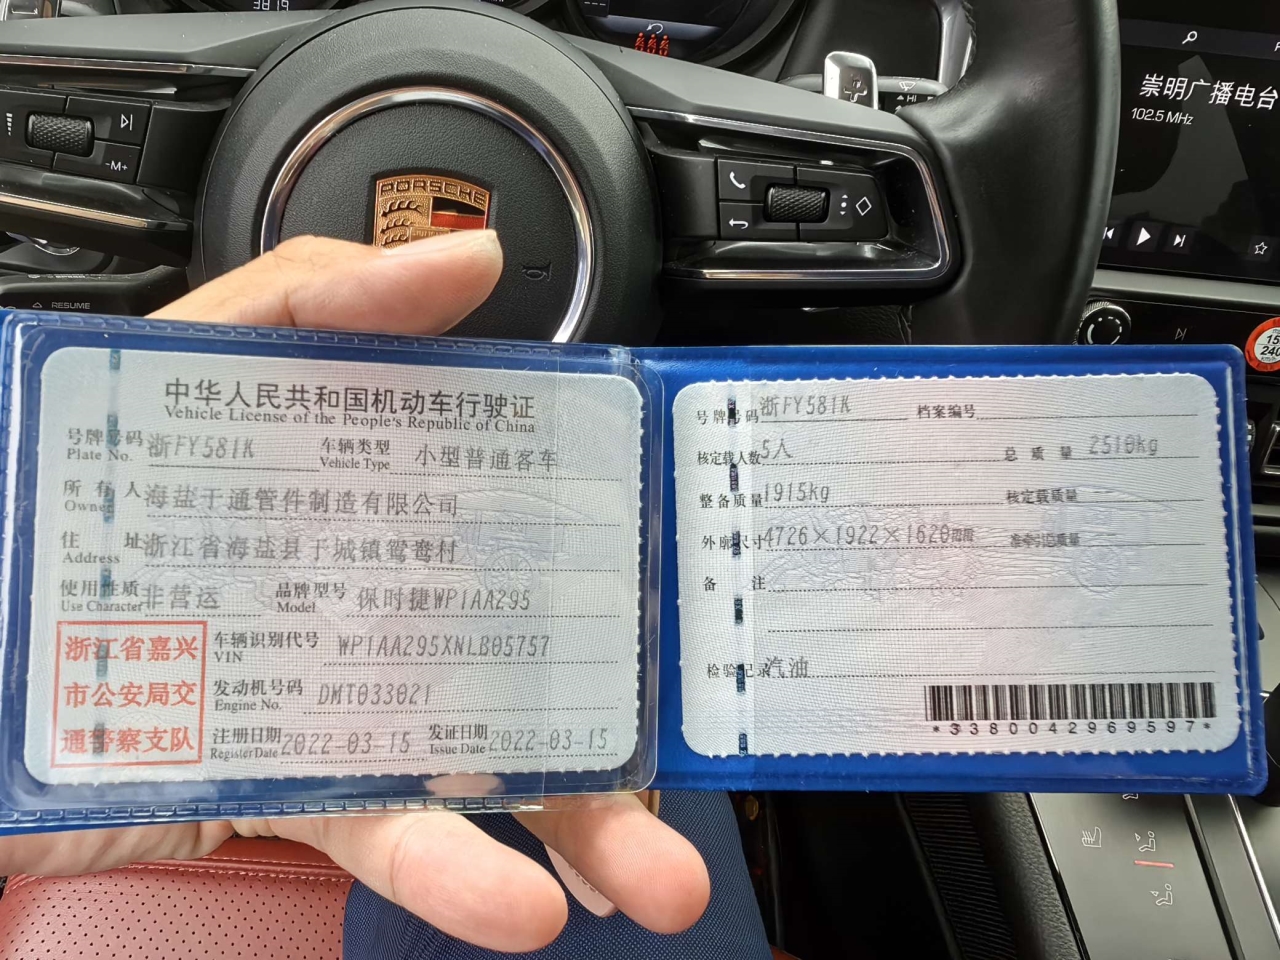 3819
崇明广播电台
102.5 MHz
-M+
PORSCHE
HI
RESUME
240
中华人民共和国机动车行驶证
Vehicle License of the People's Republic of China
号牌号码 浙FY581K 车辆类型 小型普通客车
Plate No. Vehicle Type
所有人 海盐于通管件制造有限公司
Owner
住址 浙江省海盐县于城镇鸳鸯村
Address
使用性质 非营运 品牌型号 保时捷WP1AA295
Use Character Model
浙江省嘉兴
市公安局交
通警察支队
车辆识别代号 WP1AA295XNLB05757
VIN
发动机号码 DMT033021
Engine No.
注册日期 2022-03-15 发证日期 2022-03-15
Register Date Issue Date
号牌号码 浙FY581K 档案编号
核定载人数 5人 总质量 2510kg
整备质量 1915kg 核定载质量
外廓尺寸 4726×1922×1620mm 准牵引总质量
备注
检验记录 汽油
*3380042969597*